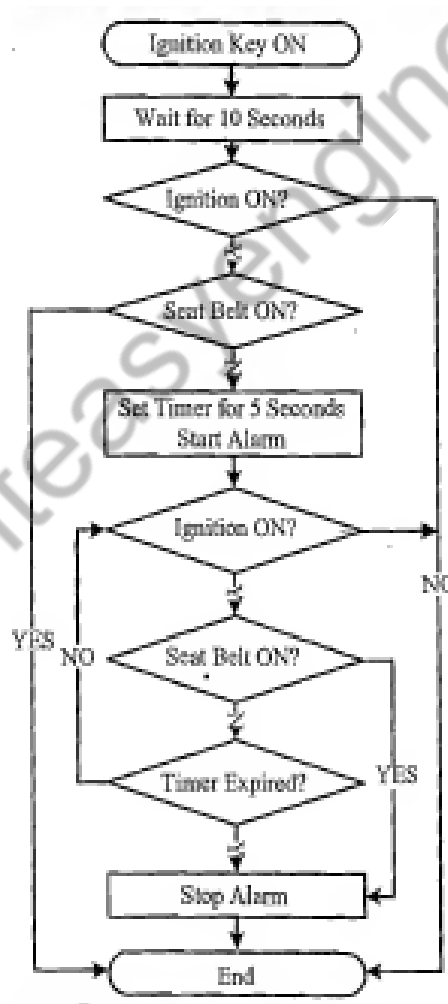 Ignition Key ON
Wait for 10 Seconds
Ignition ON?
Seat Belt ON?
Set Timer for 5 Seconds
Start Alarm
Ignition ON?
NO
YES
NO
Seat Belt ON?
Timer Expired?
YES
Stop Alarm
End